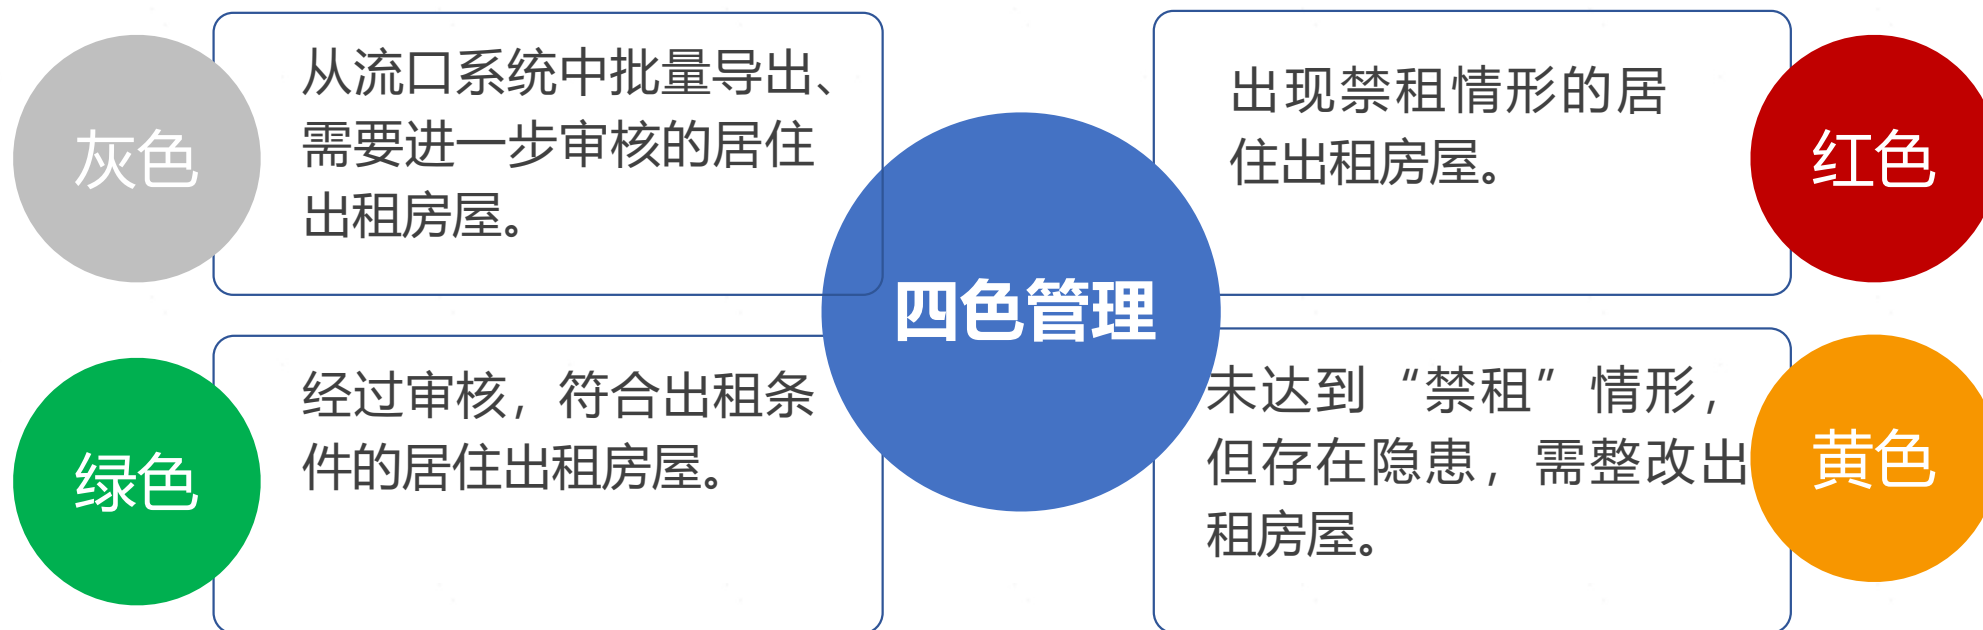 灰色
从流口系统中批量导出、
需要进一步审核的居住
出租房屋。
红色
出现禁租情形的居
住出租房屋。
四色管理
绿色
经过审核，符合出租条
件的居住出租房屋。
黄色
未达到“禁租”情形，
但存在隐患，需整改出
租房屋。